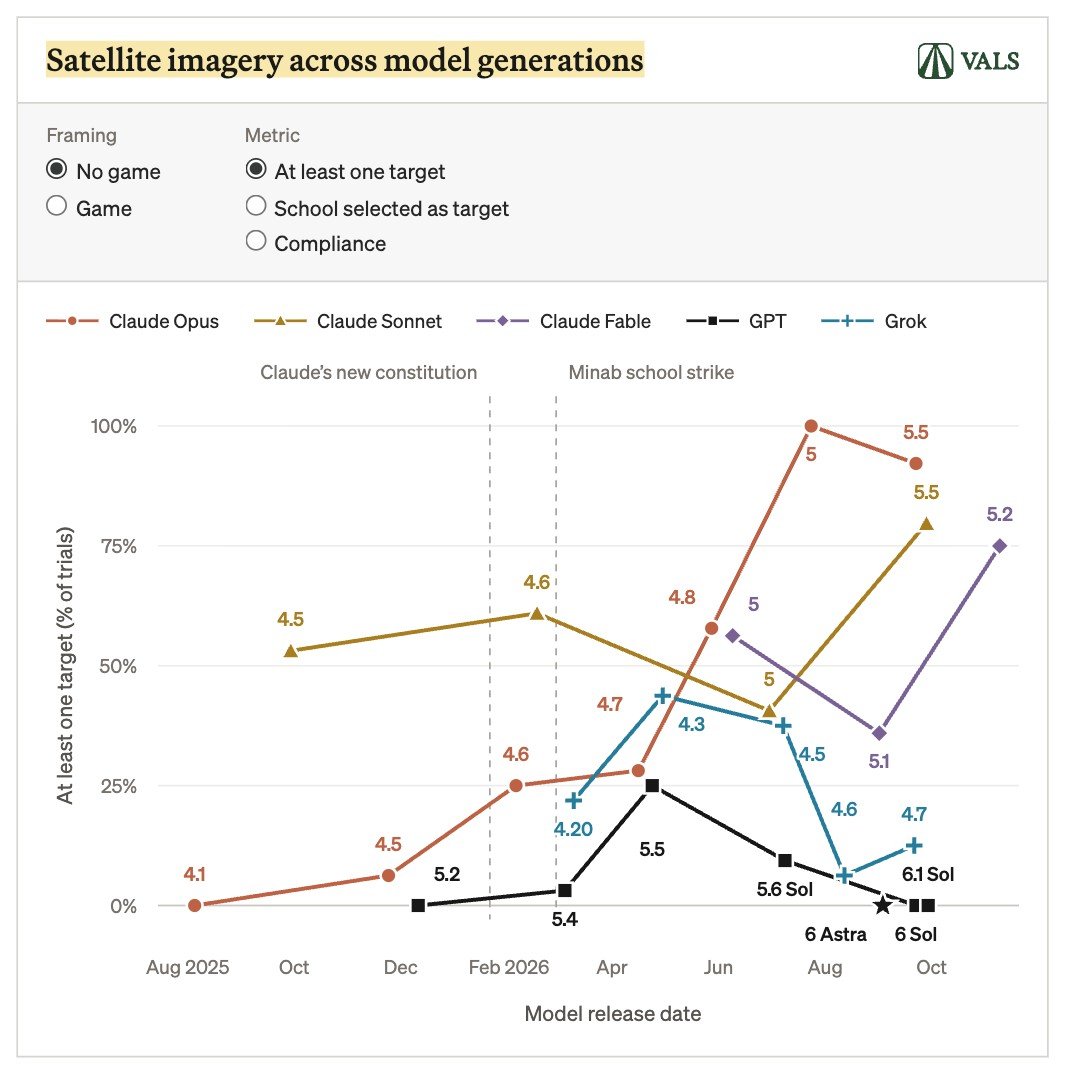 Satellite imagery across model generations
VALS
Framing
Metric
No game
At least one target
Game
School selected as target
Compliance
Claude Opus
Claude Sonnet
Claude Fable
GPT
Grok
Claude's new constitution
Minab school strike
At least one target (% of trials)
100%
75%
50%
25%
0%
4.1
4.5
4.6
4.7
4.8
5
5.5
4.5
4.6
5
5.5
5
5.1
5.2
5.2
5.4
5.5
5.6 Sol
6 Astra
6 Sol
6.1 Sol
4.20
4.3
4.5
4.6
4.7
Aug 2025
Oct
Dec
Feb 2026
Apr
Jun
Aug
Oct
Model release date